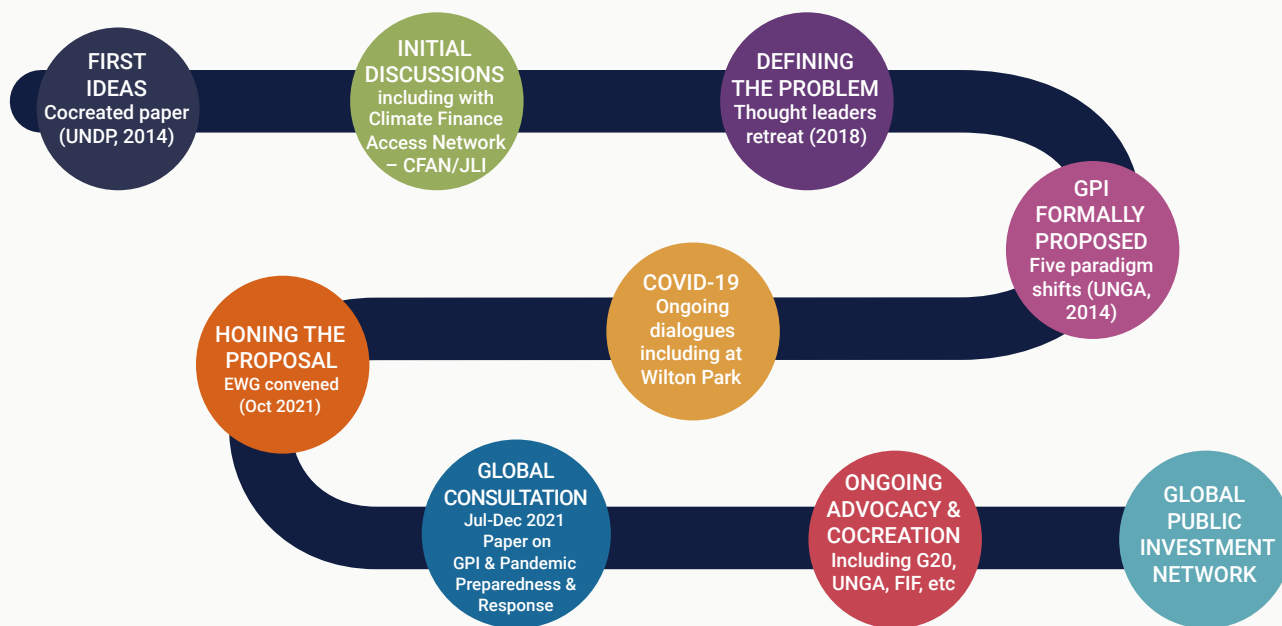 FIRST
IDEAS
Cocreated paper
(UNDP, 2014)
INITIAL
DISCUSSIONS
including with
Climate Finance
Access Network
– CFAN/JLI
DEFINING
THE PROBLEM
Thought leaders
retreat (2018)
GPI
FORMALLY
PROPOSED
Five paradigm
shifts (UNGA,
2014)
COVID-19
Ongoing
dialogues
including at
Wilton Park
HONING THE
PROPOSAL
EWG convened
(Oct 2021)
GLOBAL
CONSULTATION
Jul-Dec 2021
Paper on
GPI & Pandemic
Preparedness &
Response
ONGOING
ADVOCACY &
COCREATION
Including G20,
UNGA, FIF, etc
GLOBAL
PUBLIC
INVESTMENT
NETWORK